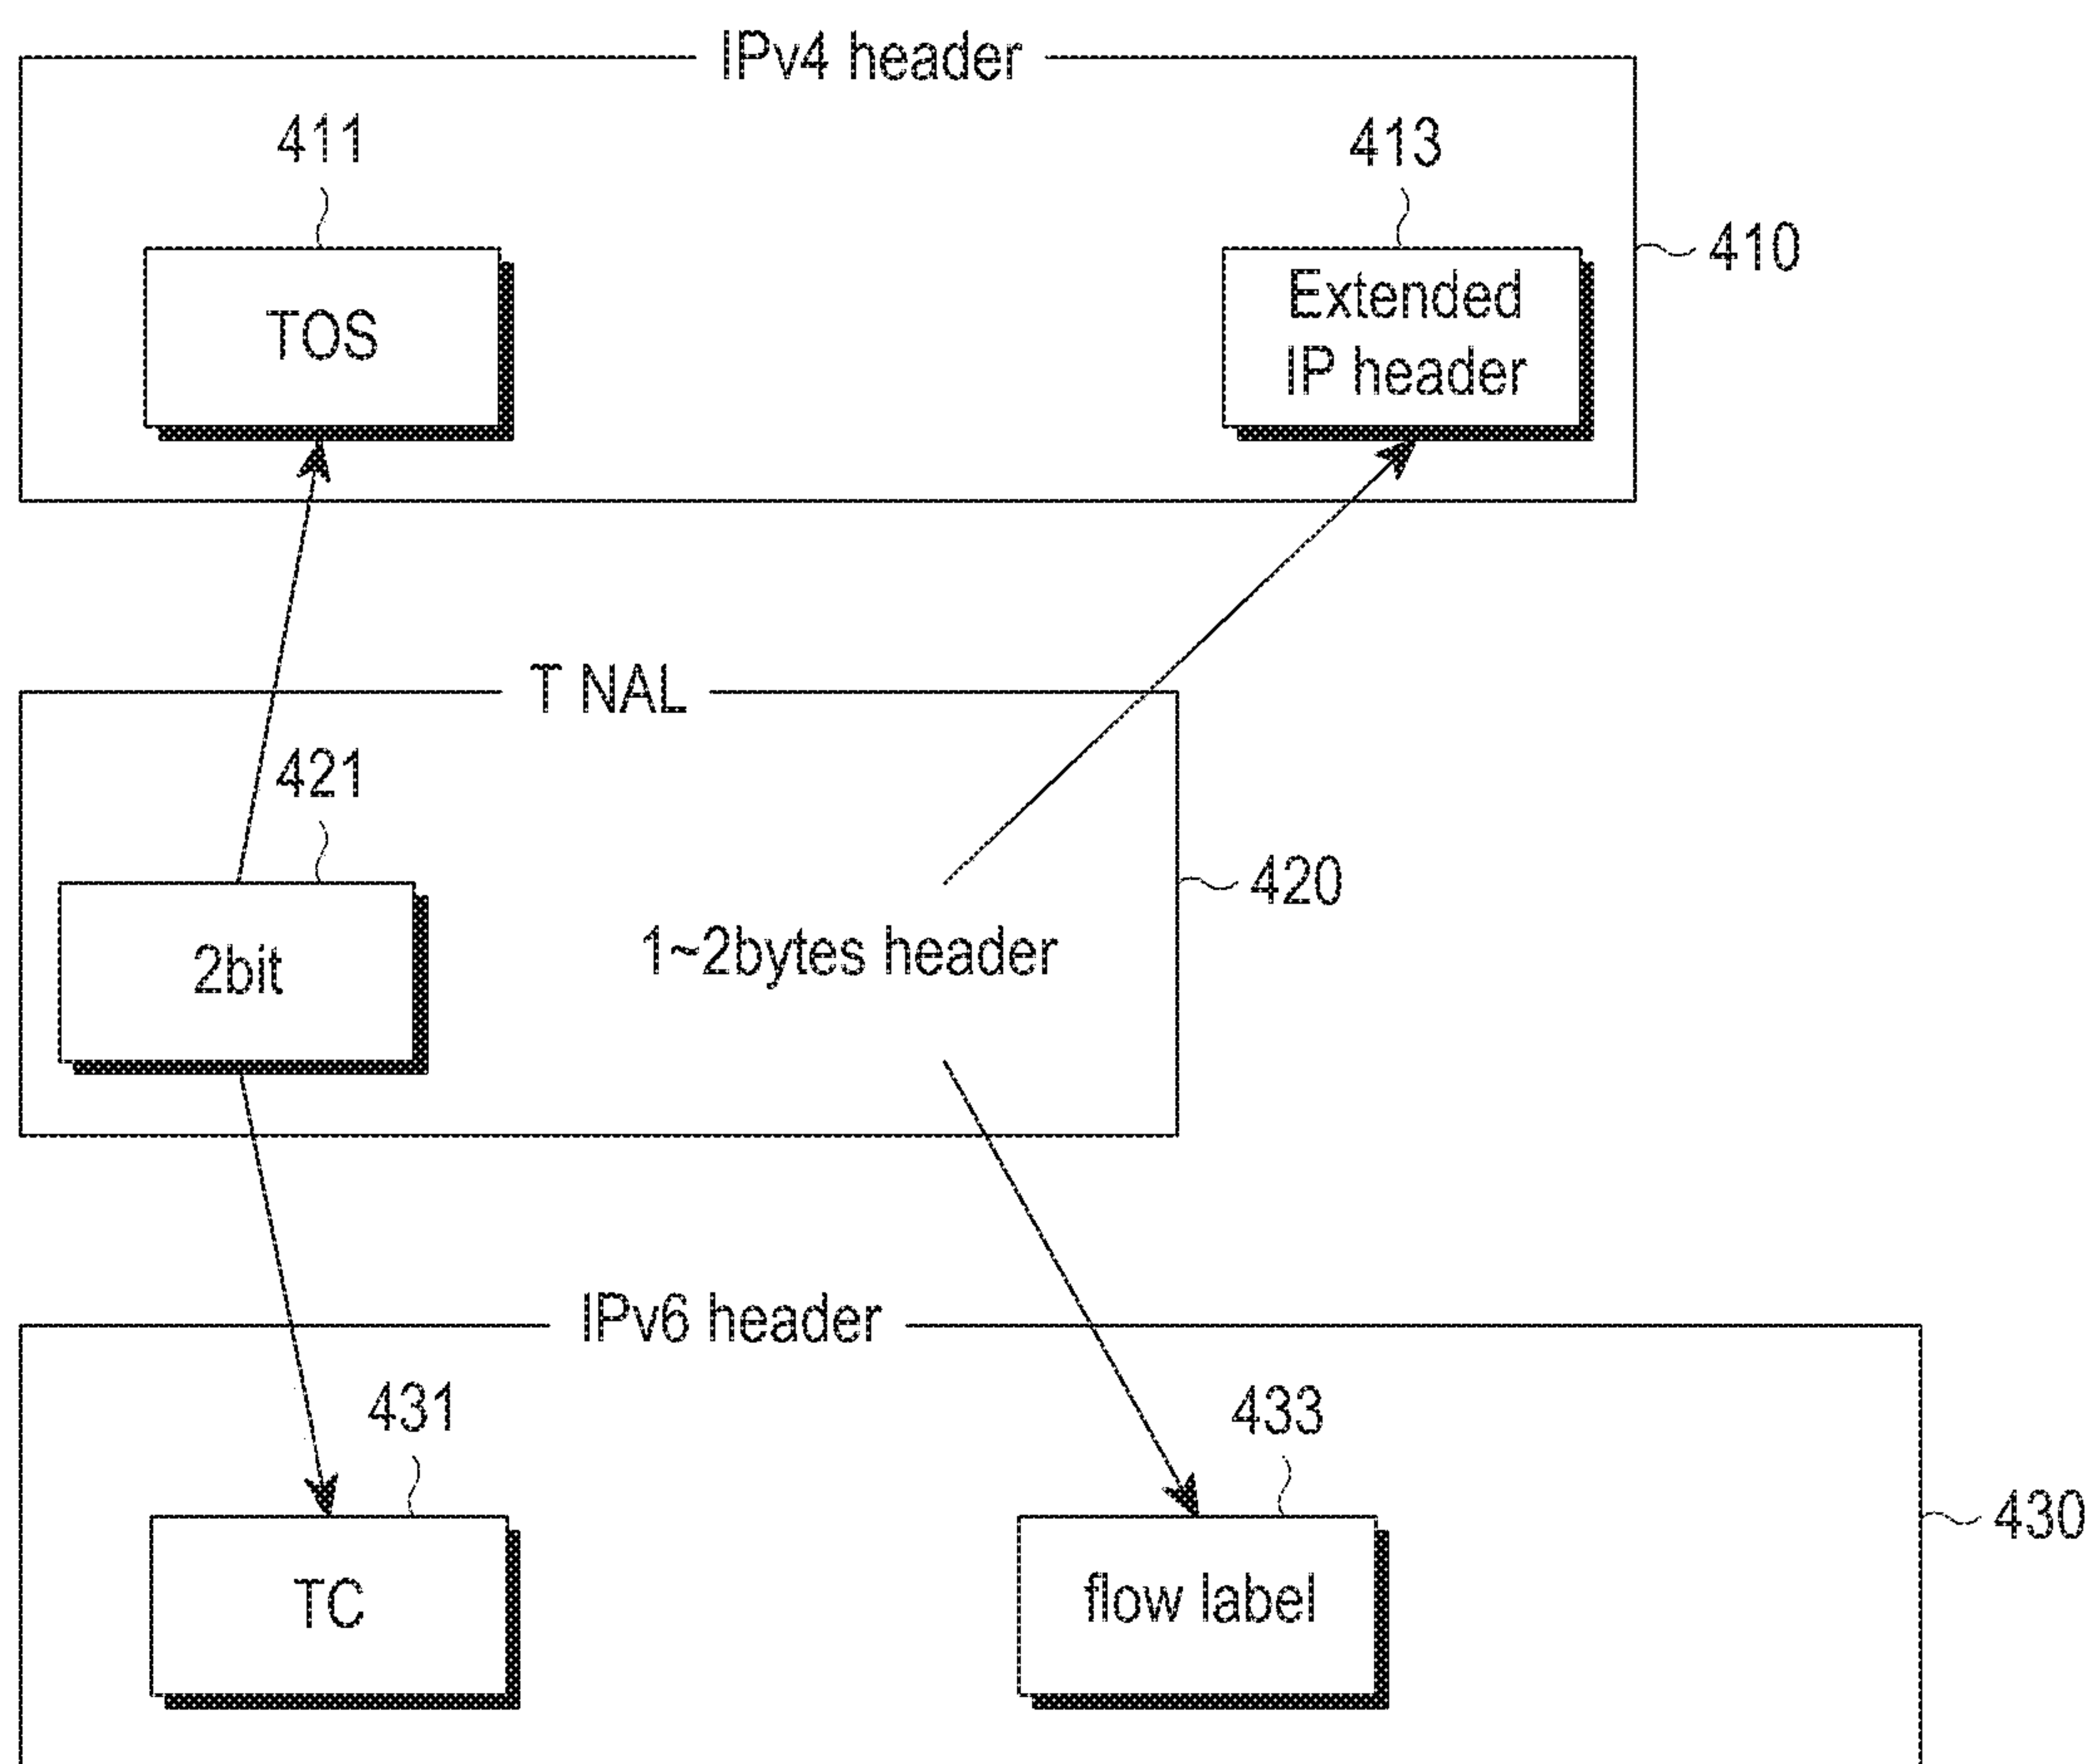 IPv4 header
411
413
TOS
Extended
IP header
410
T NAL
421
2bit
1~2bytes header
420
IPv6 header
431
433
TC
flow label
430